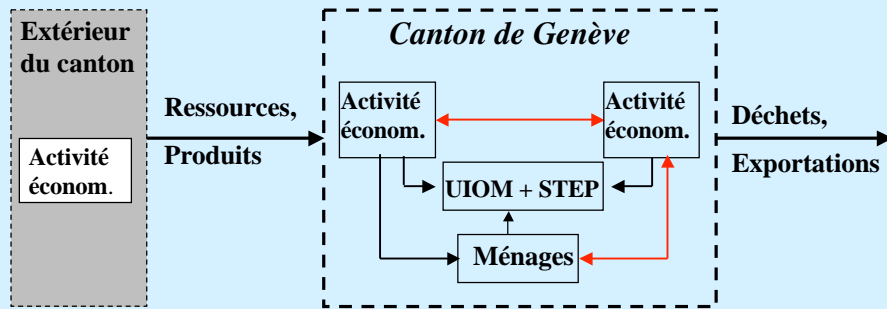 Extérieur
du canton
Activité
économ.
Ressources,
Produits
Canton de Genève
Activité
économ.
Activité
économ.
UIOM + STEP
Ménages
Déchets,
Exportations